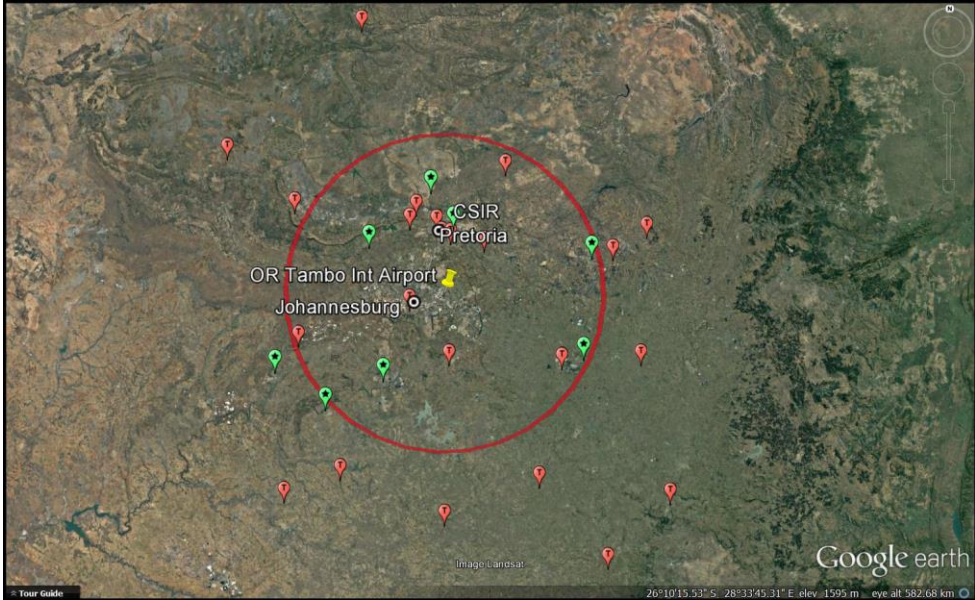 N
T
T
T
T
T
T
T
CSIR
Pretoria
T
T
OR Tambo Int Airport
T
Johannesburg
T
T
T
T
T
T
T
T
T
T
Image Landsat
Google earth
Tour Guide
26°10'15.53" S 28°33'45.31" E elev 1595 m eye alt 582.68 km